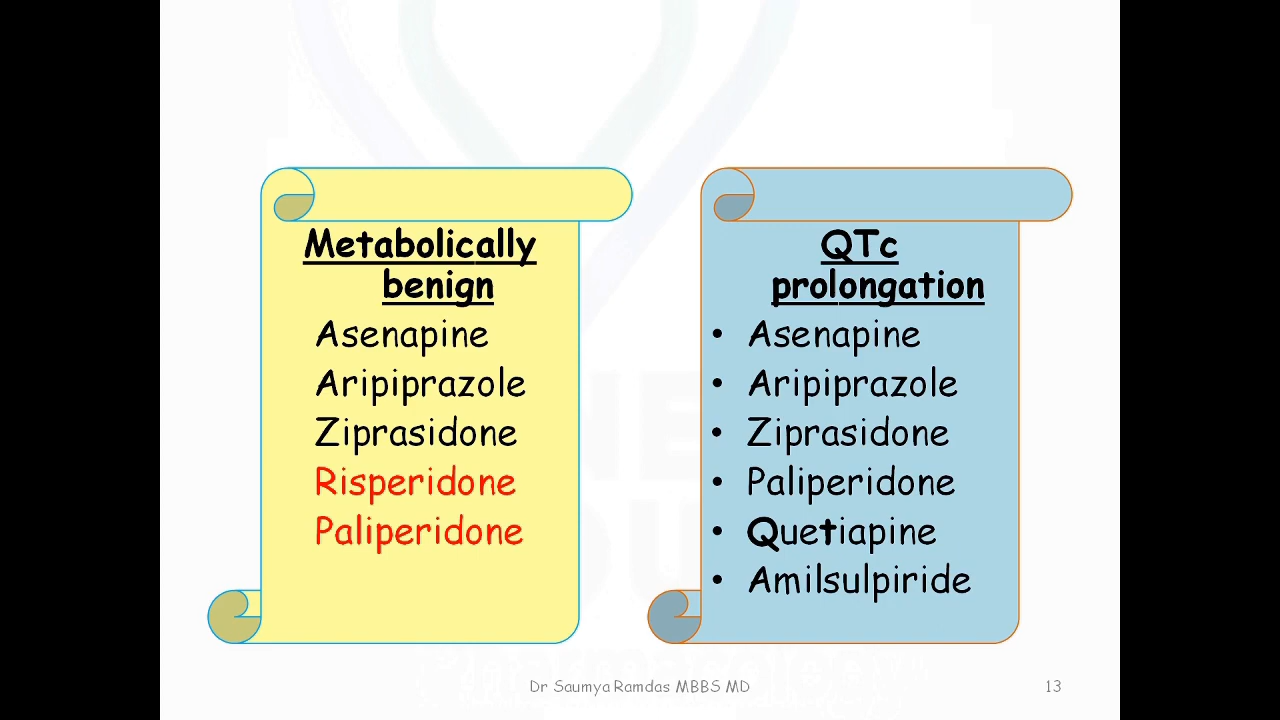 Metabolically
benign
Asenapine
Aripiprazole
Ziprasidone
Risperidone
Paliperidone
QTc
prolongation
• Asenapine
• Aripiprazole
• Ziprasidone
• Paliperidone
• Quetiapine
• Amilsulpiride
Dr Saumya Ramdas MBBS MD
13